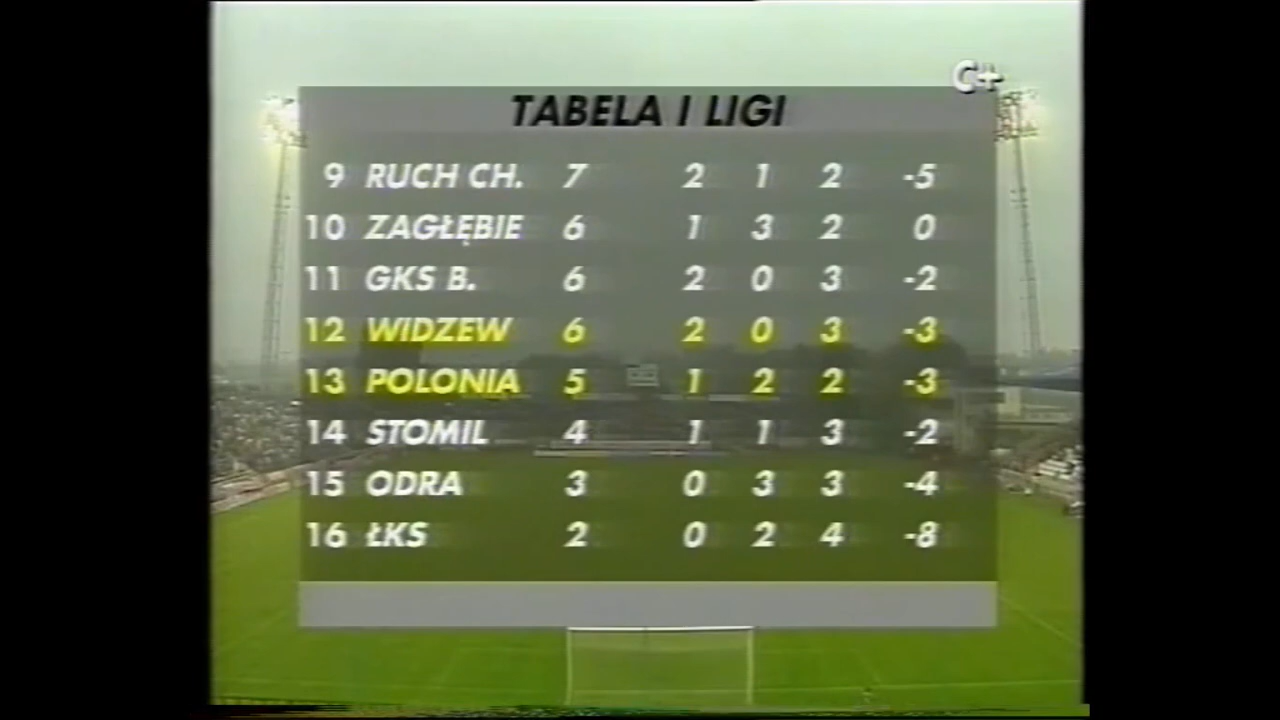 C+
TABELA I LIGI
9 RUCH CH. 7 2 1 2 -5
10 ZAGŁĘBIE 6 1 3 2 0
11 GKS B. 6 2 0 3 -2
12 WIDZEW 6 2 0 3 -3
13 POLONIA 5 1 2 2 -3
14 STOMIL 4 1 1 3 -2
15 ODRA 3 0 3 3 -4
16 ŁKS 2 0 2 4 -8